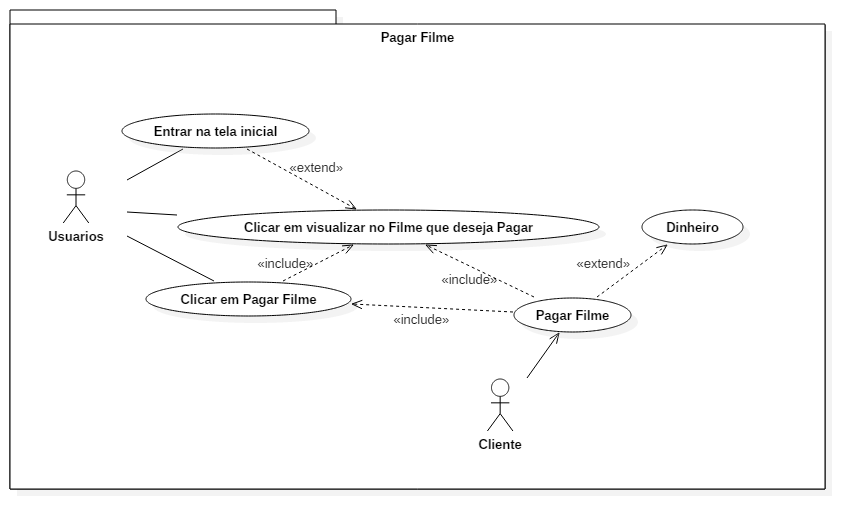 Pagar Filme
Entrar na tela inicial
«extend»
Usuarios
Clicar em visualizar no Filme que deseja Pagar
Dinheiro
«include»
«extend»
«include»
Clicar em Pagar Filme
«include»
Pagar Filme
Cliente